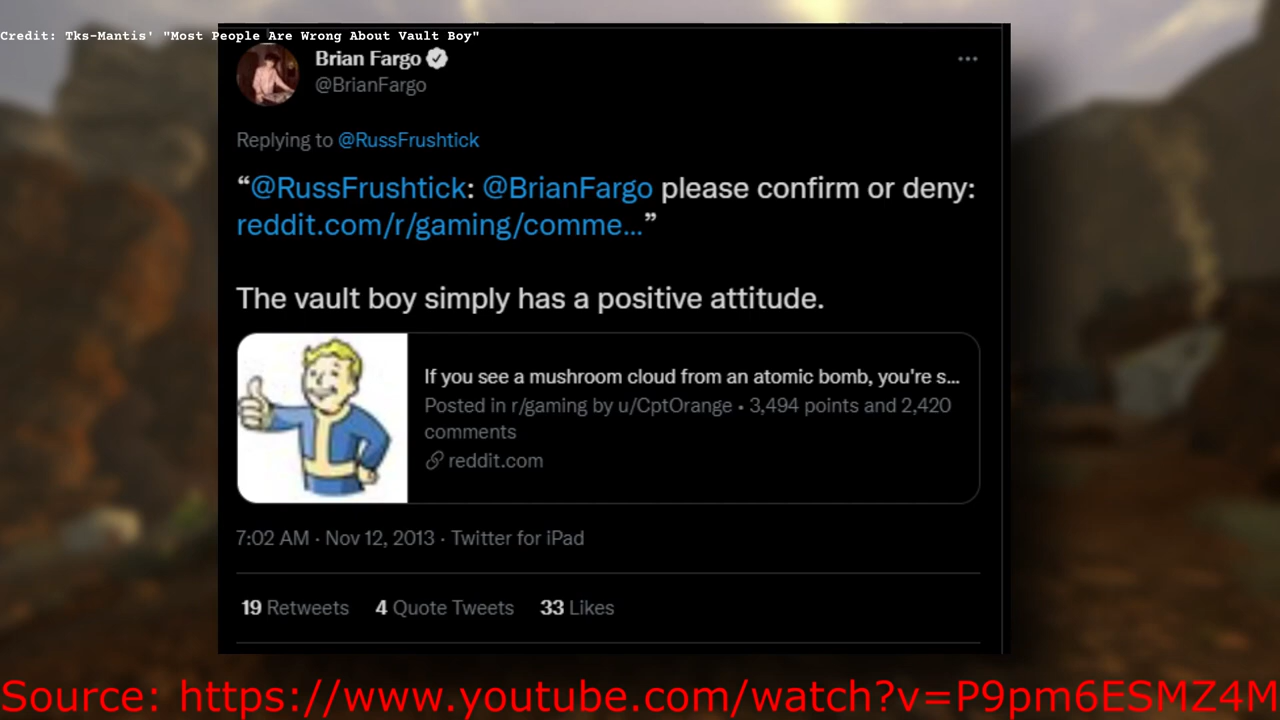 Credit: Tks-Mantis' "Most People Are Wrong About Vault Boy"
Brian Fargo
@BrianFargo
Replying to @RussFrushtick
“@RussFrushtick: @BrianFargo please confirm or deny:
reddit.com/r/gaming/comme...”
The vault boy simply has a positive attitude.
If you see a mushroom cloud from an atomic bomb, you're s...
Posted in r/gaming by u/CptOrange • 3,494 points and 2,420
comments
reddit.com
7:02 AM · Nov 12, 2013 · Twitter for iPad
19 Retweets 4 Quote Tweets 33 Likes
Source: https://www.youtube.com/watch?v=P9pm6ESMZ4M